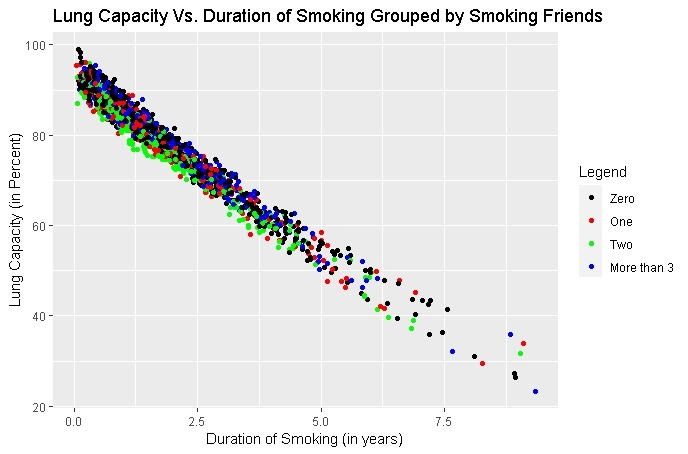 Lung Capacity Vs. Duration of Smoking Grouped by Smoking Friends
100
80
60
40
20
Lung Capacity (in Percent)
0.0 2.5 5.0 7.5
Duration of Smoking (in years)
Legend
Zero
One
Two
More than 3